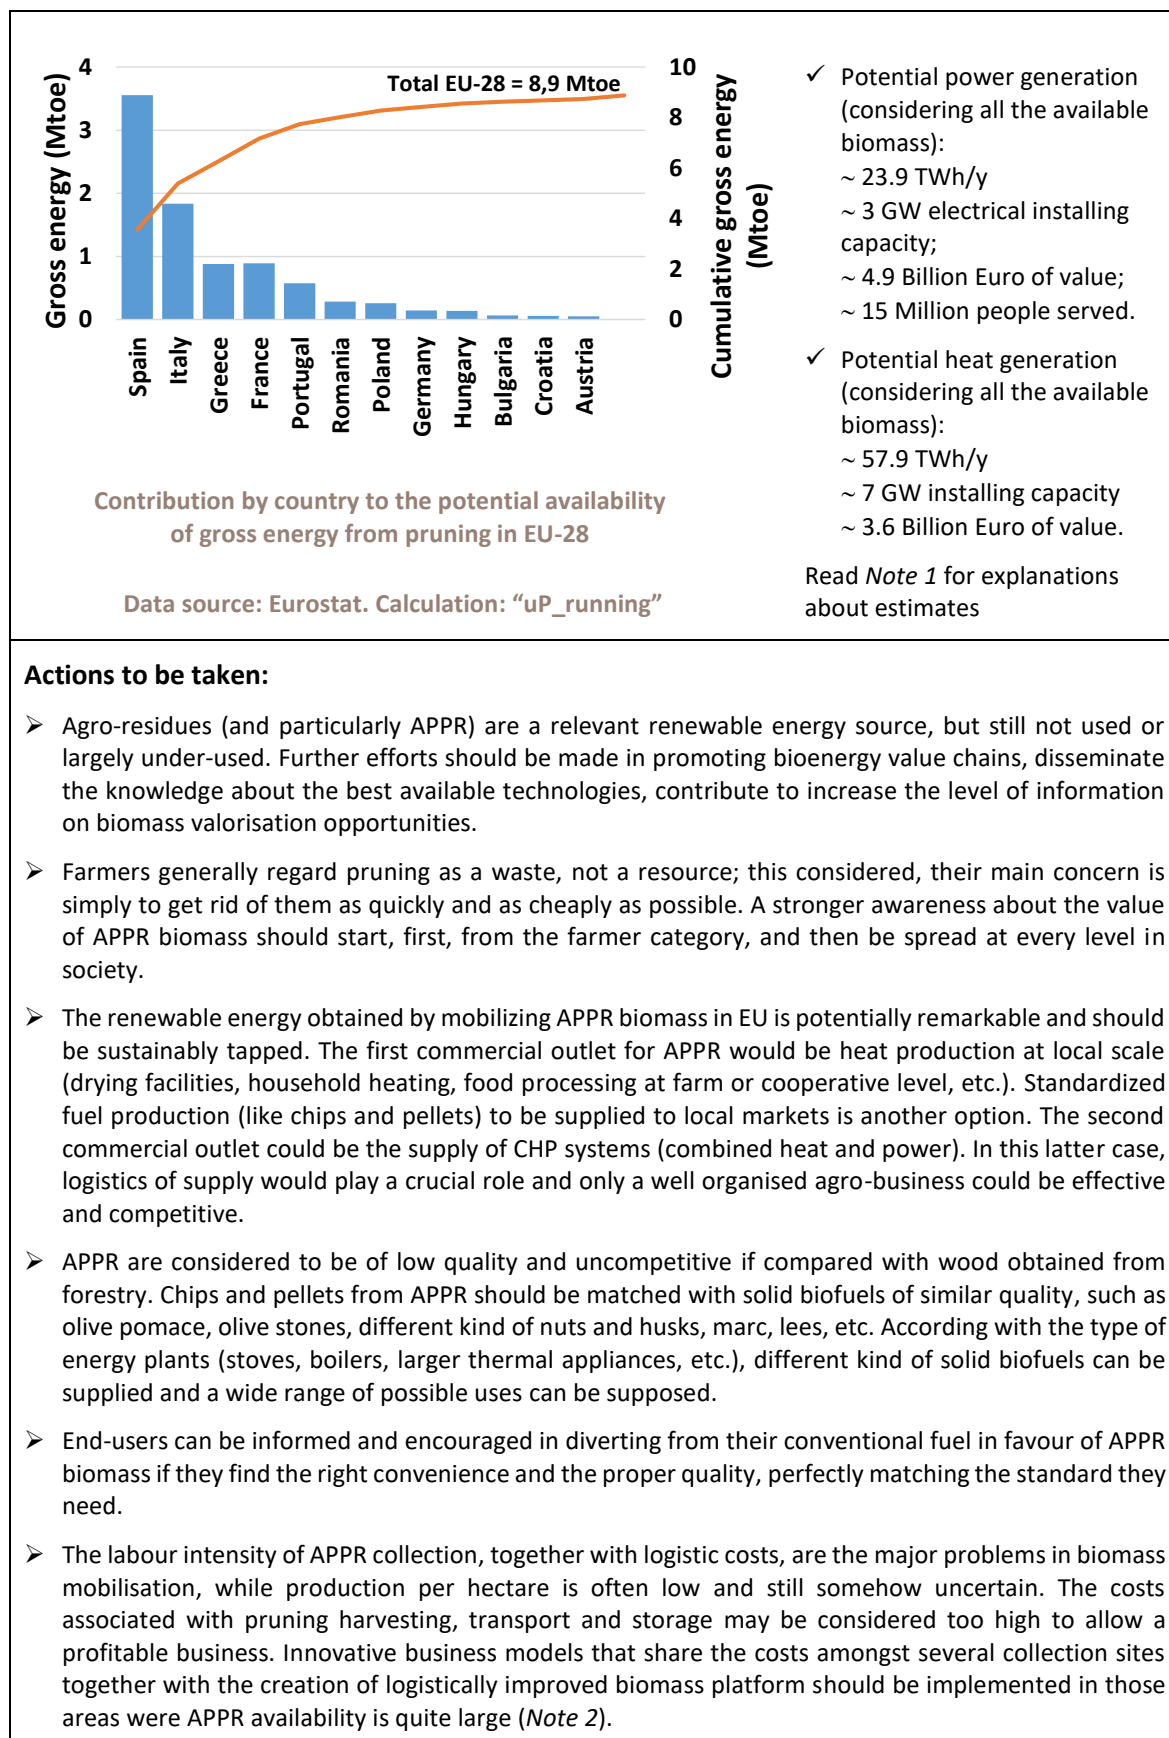 4
3
2
1
0
Gross energy (Mtoe)
Total EU-28 = 8,9 Mtoe
10
8
6
4
2
0
Cumulative gross energy
(Mtoe)
Spain
Italy
Greece
France
Portugal
Romania
Poland
Germany
Hungary
Bulgaria
Croatia
Austria
Contribution by country to the potential availability
of gross energy from pruning in EU-28
Data source: Eurostat. Calculation: “uP_running”
✓ Potential power generation
(considering all the available
biomass):
~ 23.9 TWh/y
~ 3 GW electrical installing
capacity;
~ 4.9 Billion Euro of value;
~ 15 Million people served.
✓ Potential heat generation
(considering all the available
biomass):
~ 57.9 TWh/y
~ 7 GW installing capacity
~ 3.6 Billion Euro of value.
Read Note 1 for explanations
about estimates
Actions to be taken:
➢ Agro-residues (and particularly APPR) are a relevant renewable energy source, but still not used or
largely under-used. Further efforts should be made in promoting bioenergy value chains, disseminate
the knowledge about the best available technologies, contribute to increase the level of information
on biomass valorisation opportunities.
➢ Farmers generally regard pruning as a waste, not a resource; this considered, their main concern is
simply to get rid of them as quickly and as cheaply as possible. A stronger awareness about the value
of APPR biomass should start, first, from the farmer category, and then be spread at every level in
society.
➢ The renewable energy obtained by mobilizing APPR biomass in EU is potentially remarkable and should
be sustainably tapped. The first commercial outlet for APPR would be heat production at local scale
(drying facilities, household heating, food processing at farm or cooperative level, etc.). Standardized
fuel production (like chips and pellets) to be supplied to local markets is another option. The second
commercial outlet could be the supply of CHP systems (combined heat and power). In this latter case,
logistics of supply would play a crucial role and only a well organised agro-business could be effective
and competitive.
➢ APPR are considered to be of low quality and uncompetitive if compared with wood obtained from
forestry. Chips and pellets from APPR should be matched with solid biofuels of similar quality, such as
olive pomace, olive stones, different kind of nuts and husks, marc, lees, etc. According with the type of
energy plants (stoves, boilers, larger thermal appliances, etc.), different kind of solid biofuels can be
supplied and a wide range of possible uses can be supposed.
➢ End-users can be informed and encouraged in diverting from their conventional fuel in favour of APPR
biomass if they find the right convenience and the proper quality, perfectly matching the standard they
need.
➢ The labour intensity of APPR collection, together with logistic costs, are the major problems in biomass
mobilisation, while production per hectare is often low and still somehow uncertain. The costs
associated with pruning harvesting, transport and storage may be considered too high to allow a
profitable business. Innovative business models that share the costs amongst several collection sites
together with the creation of logistically improved biomass platform should be implemented in those
areas were APPR availability is quite large (Note 2).